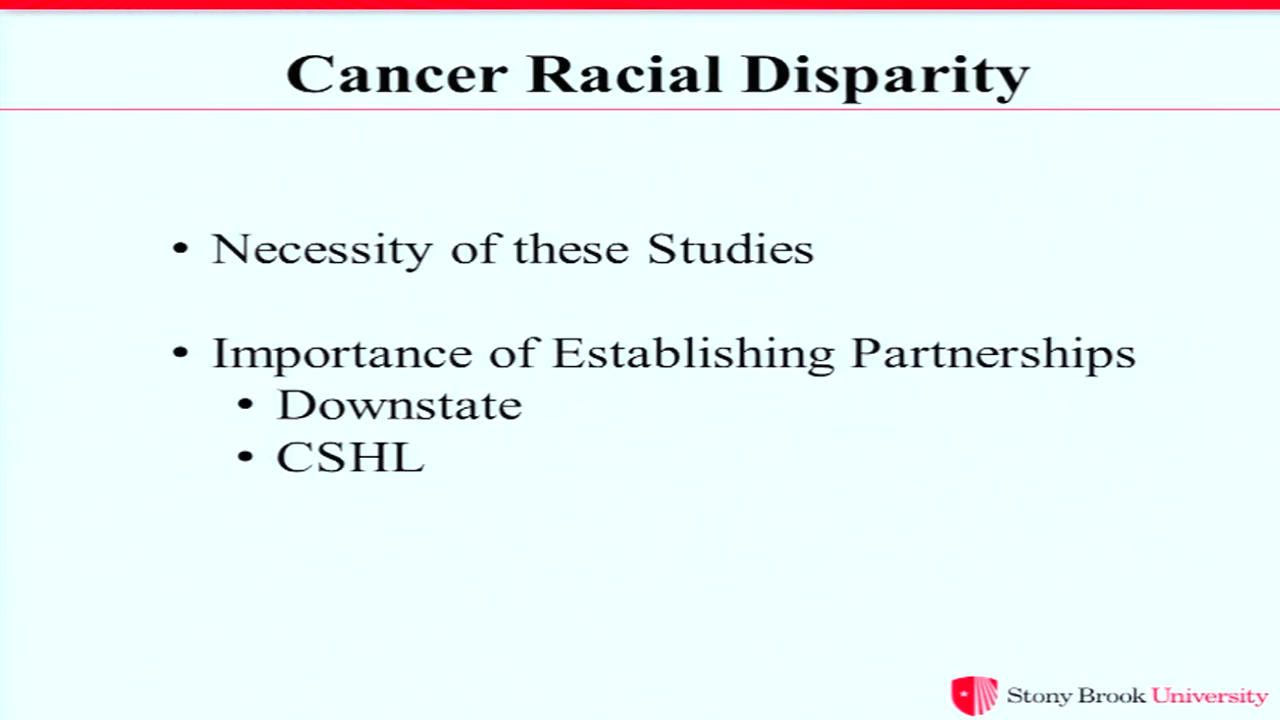 Cancer Racial Disparity
• Necessity of these Studies
• Importance of Establishing Partnerships
• Downstate
• CSHL
Stony Brook University